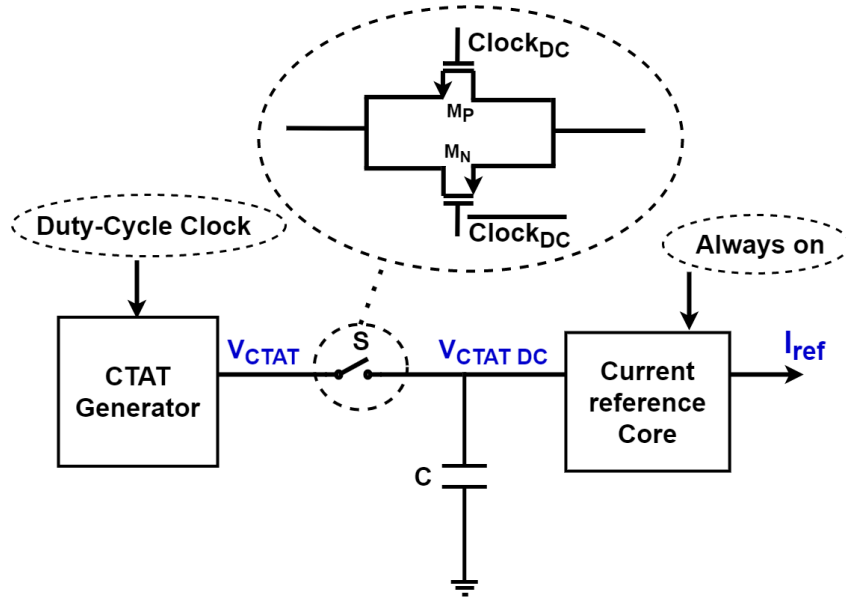 Clock_DC
M_P
M_N
Clock_DC
Duty-Cycle Clock
Always on
V_CTAT
S
V_CTAT DC
I_ref
CTAT
Generator
Current
reference
Core
C